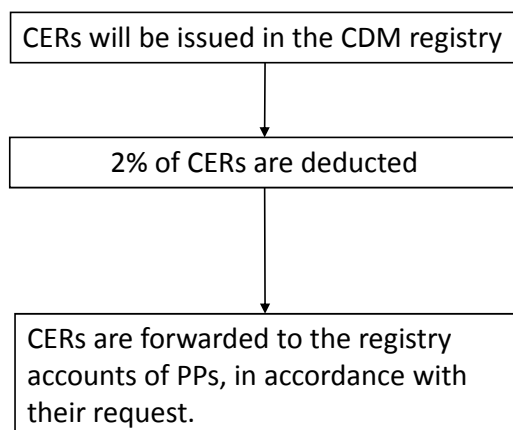 CERs will be issued in the CDM registry
2% of CERs are deducted
CERs are forwarded to the registry
accounts of PPs, in accordance with
their request.